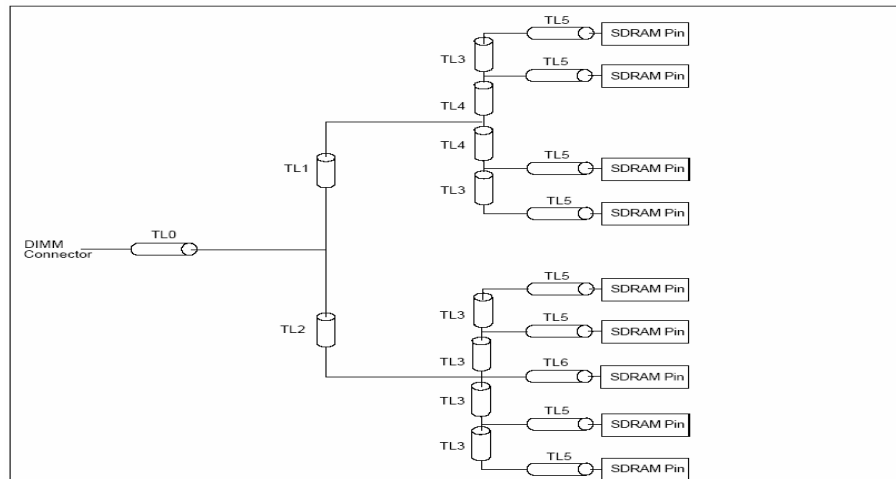 TL5
SDRAM Pin
TL3
TL5
SDRAM Pin
TL4
TL4
TL5
SDRAM Pin
TL1
TL3
TL5
SDRAM Pin
TL0
DIMM
Connector
TL5
SDRAM Pin
TL3
TL5
SDRAM Pin
TL2
TL3
TL6
SDRAM Pin
TL3
TL5
SDRAM Pin
TL3
TL5
SDRAM Pin